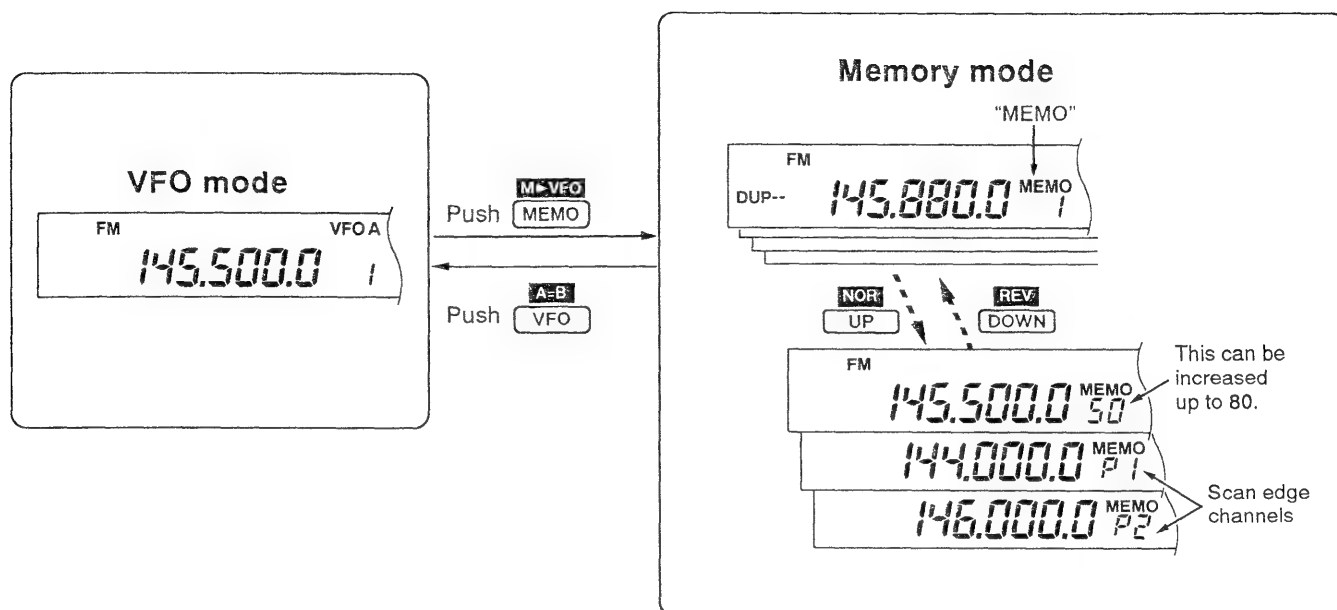 VFO mode
FM VFO A
145.500.0 1
M▶VFO
Push MEMO
A=B
Push VFO
Memory mode
"MEMO"
FM
DUP-- 145.880.0 MEMO 1
NOR REV
UP DOWN
FM
145.500.0 MEMO 50
This can be
increased
up to 80.
144.000.0 MEMO P1
146.000.0 MEMO P2
Scan edge
channels